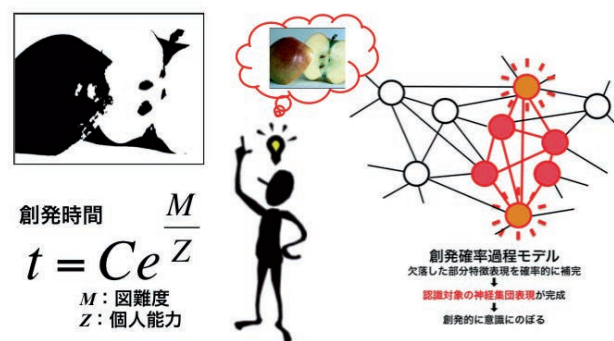 創発時間
t = Ce^{M/Z}
M：図難度
Z：個人能力
創発確率過程モデル
欠落した部分特徴表現を確率的に補完
認識対象の神経集団表現が完成
創発的に意識にのぼる